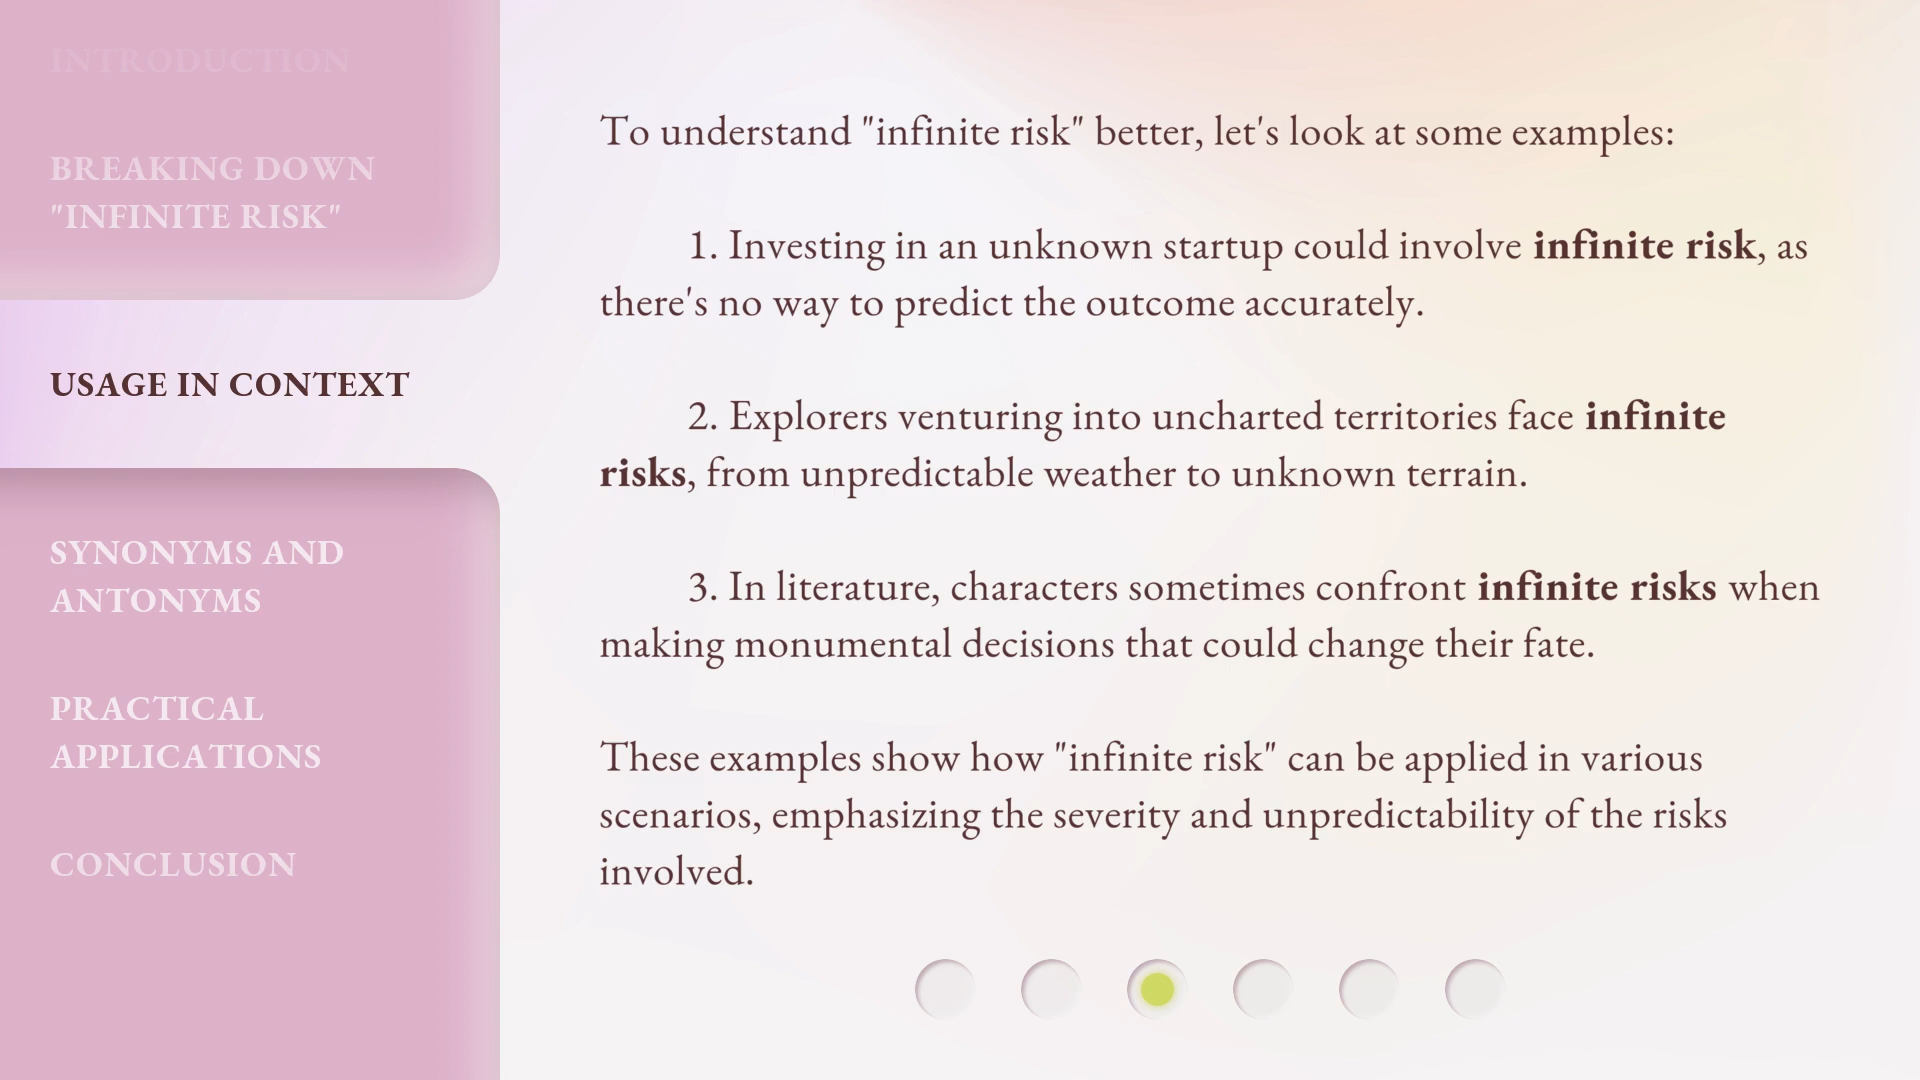 INTRODUCTION
BREAKING DOWN
"INFINITE RISK"
USAGE IN CONTEXT
SYNONYMS AND
ANTONYMS
PRACTICAL
APPLICATIONS
CONCLUSION
To understand "infinite risk" better, let's look at some examples:
1. Investing in an unknown startup could involve infinite risk, as
there's no way to predict the outcome accurately.
2. Explorers venturing into uncharted territories face infinite
risks, from unpredictable weather to unknown terrain.
3. In literature, characters sometimes confront infinite risks when
making monumental decisions that could change their fate.
These examples show how "infinite risk" can be applied in various
scenarios, emphasizing the severity and unpredictability of the risks
involved.